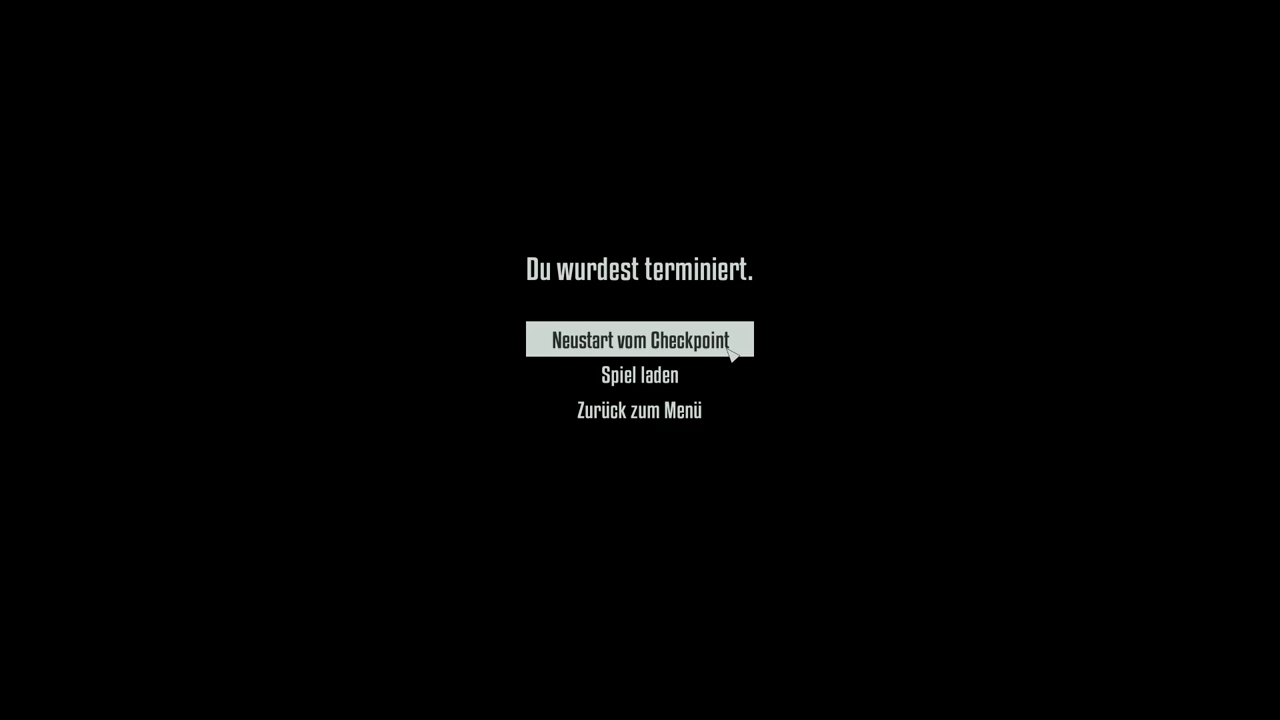 Du wurdest terminiert.
Neustart vom Checkpoint
Spiel laden
Zurück zum Menü